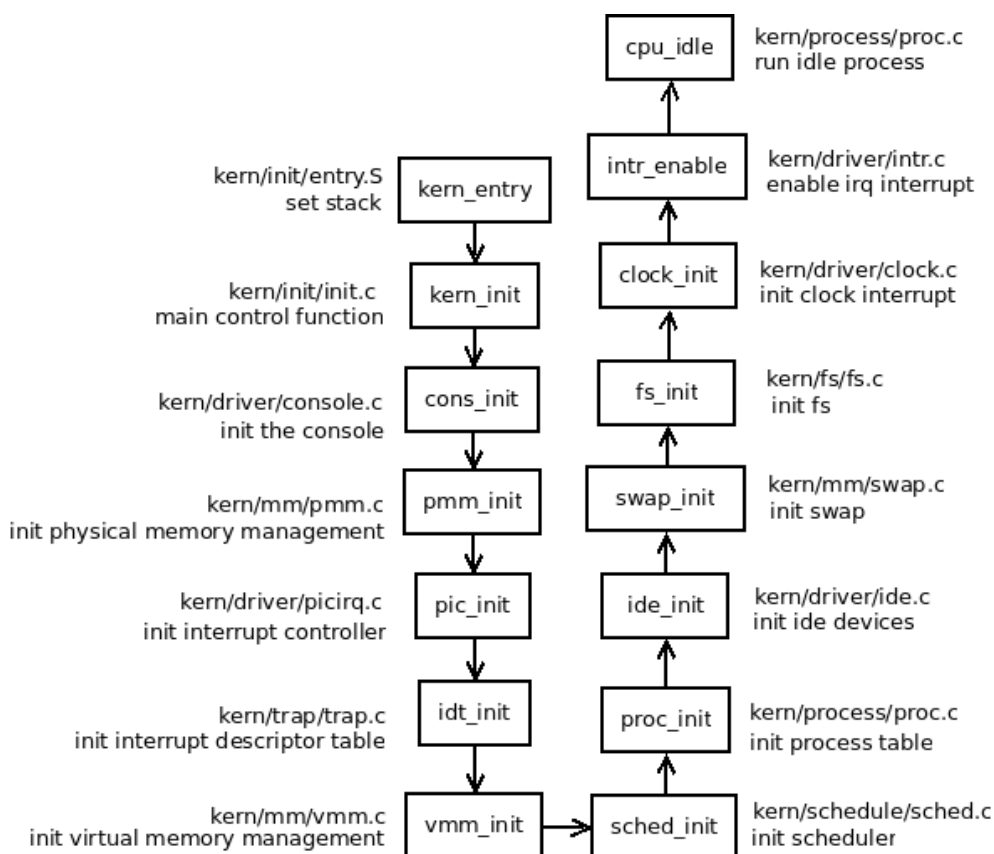 kern/init/entry.S
set stack
kern_entry
kern/init/init.c
main control function
kern_init
kern/driver/console.c
init the console
cons_init
kern/mm/pmm.c
init physical memory management
pmm_init
kern/driver/picirq.c
init interrupt controller
pic_init
kern/trap/trap.c
init interrupt descriptor table
idt_init
kern/mm/vmm.c
init virtual memory management
vmm_init
sched_init
kern/schedule/sched.c
init scheduler
proc_init
kern/process/proc.c
init process table
ide_init
kern/driver/ide.c
init ide devices
swap_init
kern/mm/swap.c
init swap
fs_init
kern/fs/fs.c
init fs
clock_init
kern/driver/clock.c
init clock interrupt
intr_enable
kern/driver/intr.c
enable irq interrupt
cpu_idle
kern/process/proc.c
run idle process